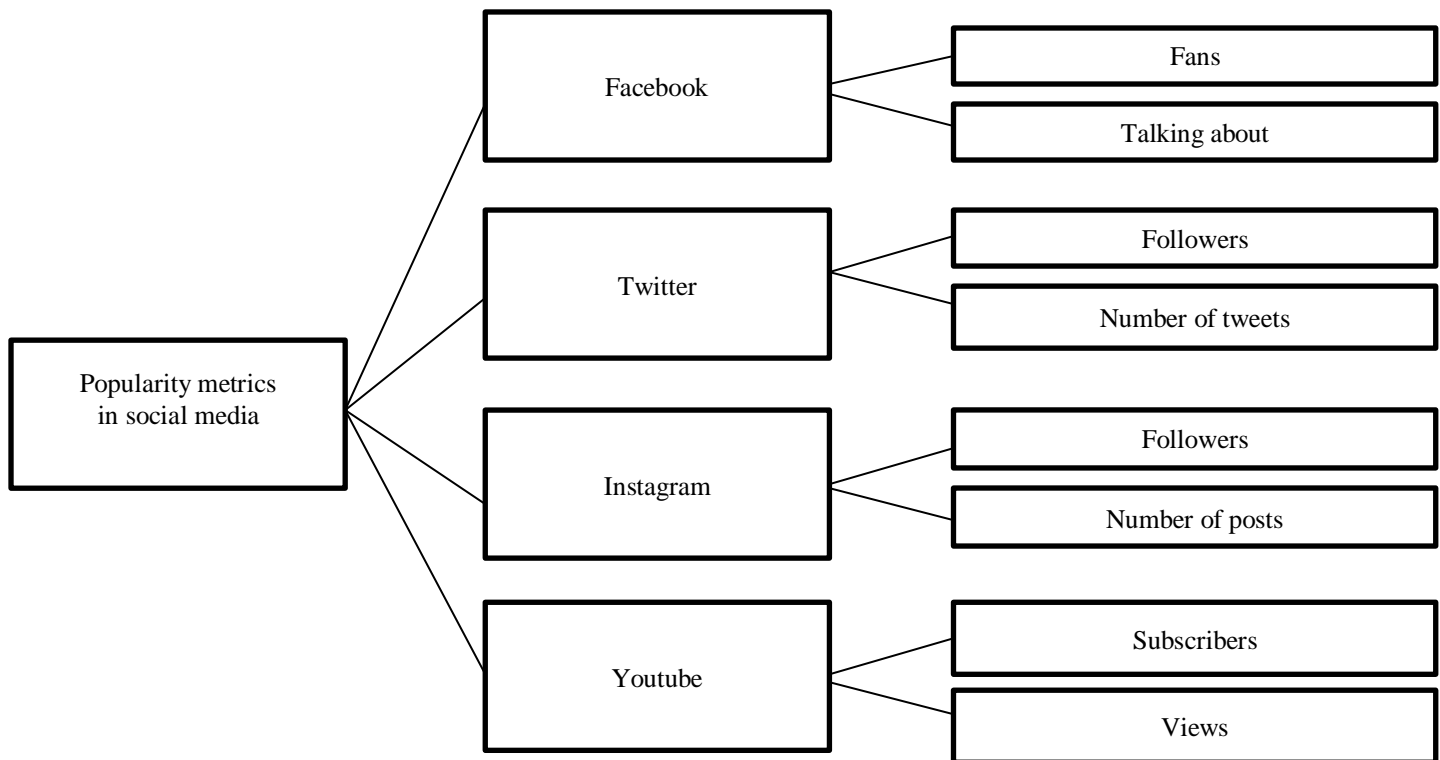 Popularity metrics
in social media
Facebook
Fans
Talking about
Twitter
Followers
Number of tweets
Instagram
Followers
Number of posts
Youtube
Subscribers
Views